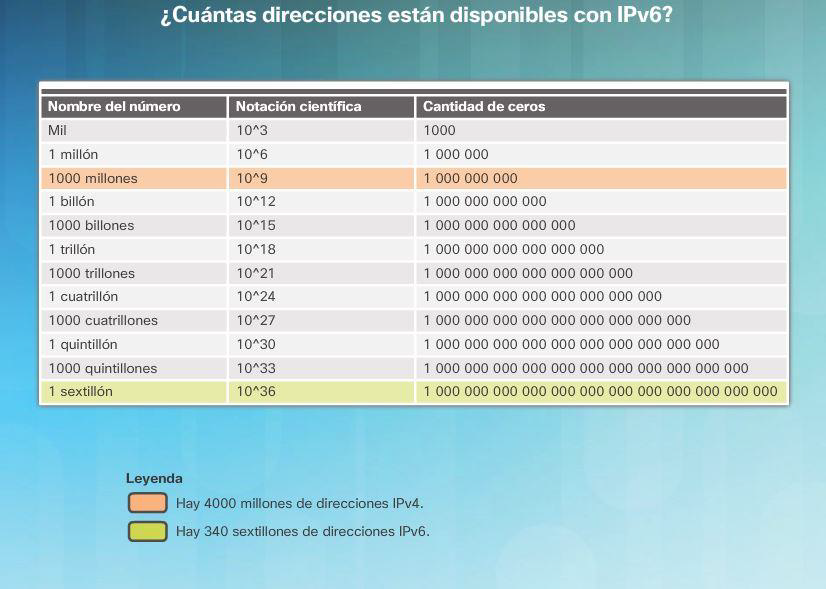 ¿Cuántas direcciones están disponibles con IPv6?
Nombre del número Notación científica Cantidad de ceros
Mil 10^3 1000
1 millón 10^6 1 000 000
1000 millones 10^9 1 000 000 000
1 billón 10^12 1 000 000 000 000
1000 billones 10^15 1 000 000 000 000 000
1 trillón 10^18 1 000 000 000 000 000 000
1000 trillones 10^21 1 000 000 000 000 000 000 000
1 cuatrillón 10^24 1 000 000 000 000 000 000 000 000
1000 cuatrillones 10^27 1 000 000 000 000 000 000 000 000 000
1 quintillón 10^30 1 000 000 000 000 000 000 000 000 000 000
1000 quintillones 10^33 1 000 000 000 000 000 000 000 000 000 000 000
1 sextillón 10^36 1 000 000 000 000 000 000 000 000 000 000 000 000
Leyenda
Hay 4000 millones de direcciones IPv4.
Hay 340 sextillones de direcciones IPv6.